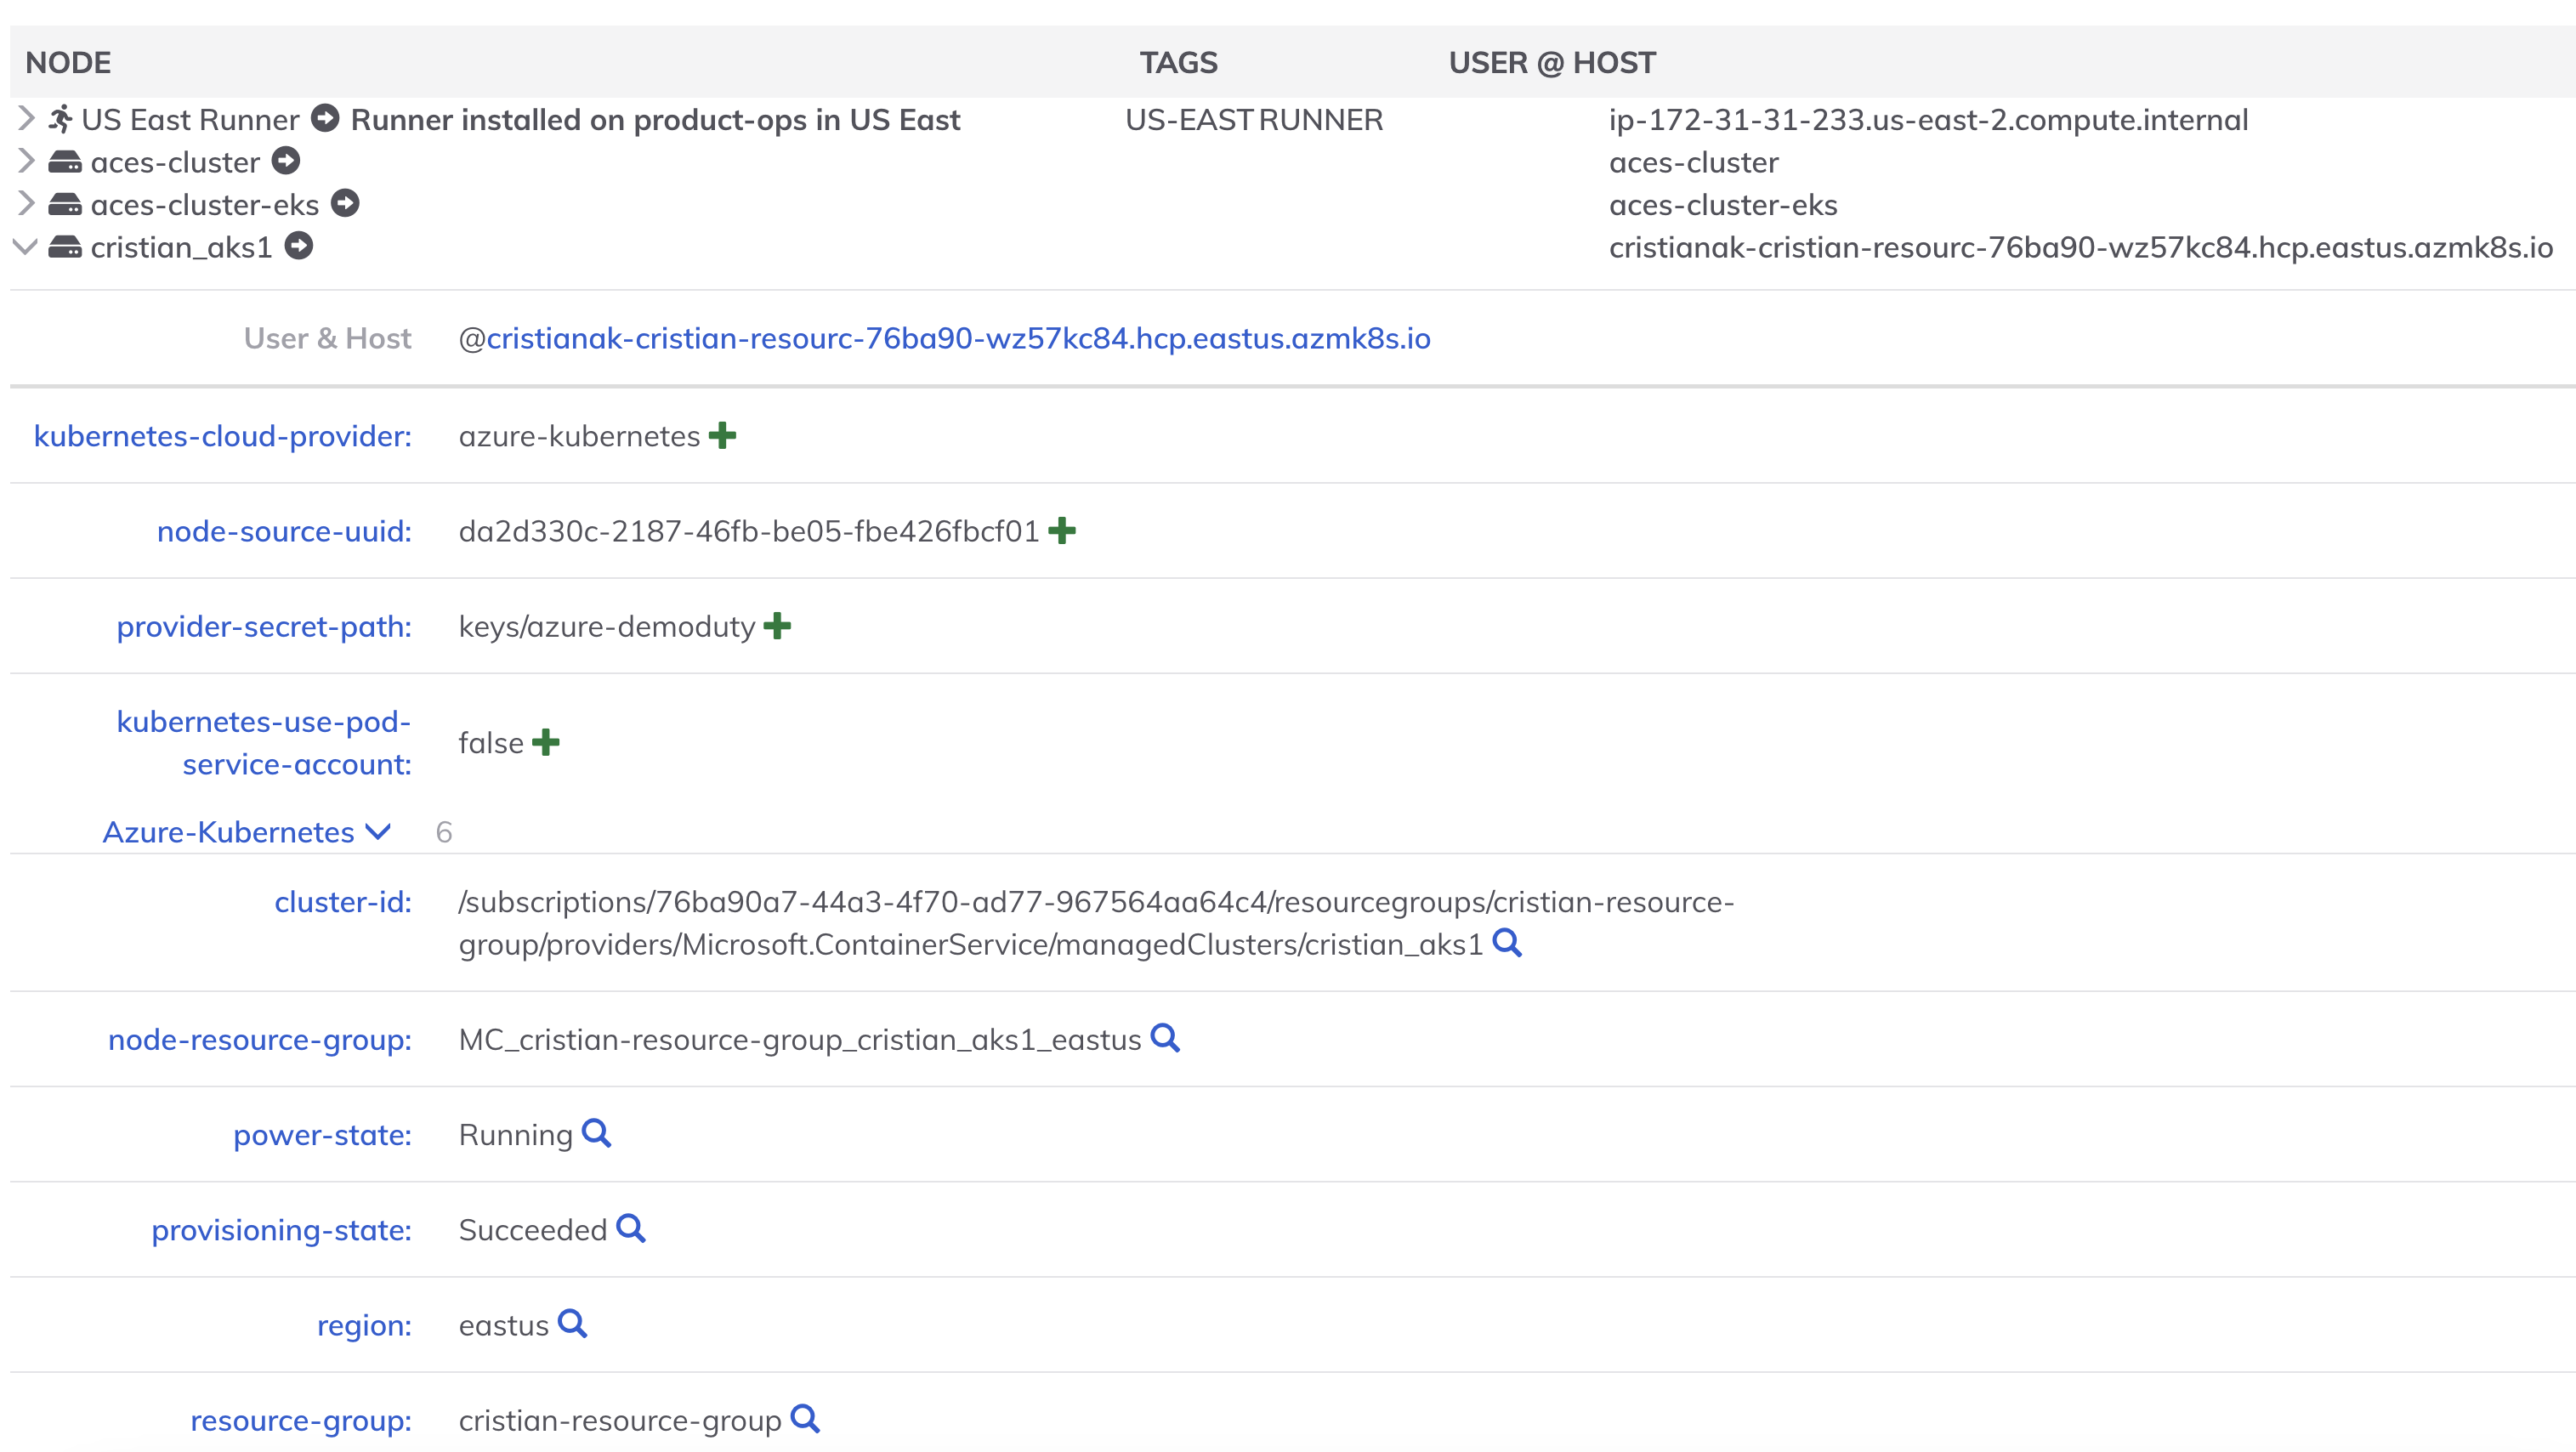 NODE TAGS USER @ HOST
US East Runner Runner installed on product-ops in US East US-EAST RUNNER ip-172-31-31-233.us-east-2.compute.internal
aces-cluster aces-cluster
aces-cluster-eks aces-cluster-eks
cristian_aks1 cristianak-cristian-resourc-76ba90-wz57kc84.hcp.eastus.azmk8s.io
User & Host @cristianak-cristian-resourc-76ba90-wz57kc84.hcp.eastus.azmk8s.io
kubernetes-cloud-provider: azure-kubernetes
node-source-uuid: da2d330c-2187-46fb-be05-fbe426fbcf01
provider-secret-path: keys/azure-demoduty
kubernetes-use-pod-
service-account: false
Azure-Kubernetes 6
cluster-id: /subscriptions/76ba90a7-44a3-4f70-ad77-967564aa64c4/resourcegroups/cristian-resource-
group/providers/Microsoft.ContainerService/managedClusters/cristian_aks1
node-resource-group: MC_cristian-resource-group_cristian_aks1_eastus
power-state: Running
provisioning-state: Succeeded
region: eastus
resource-group: cristian-resource-group